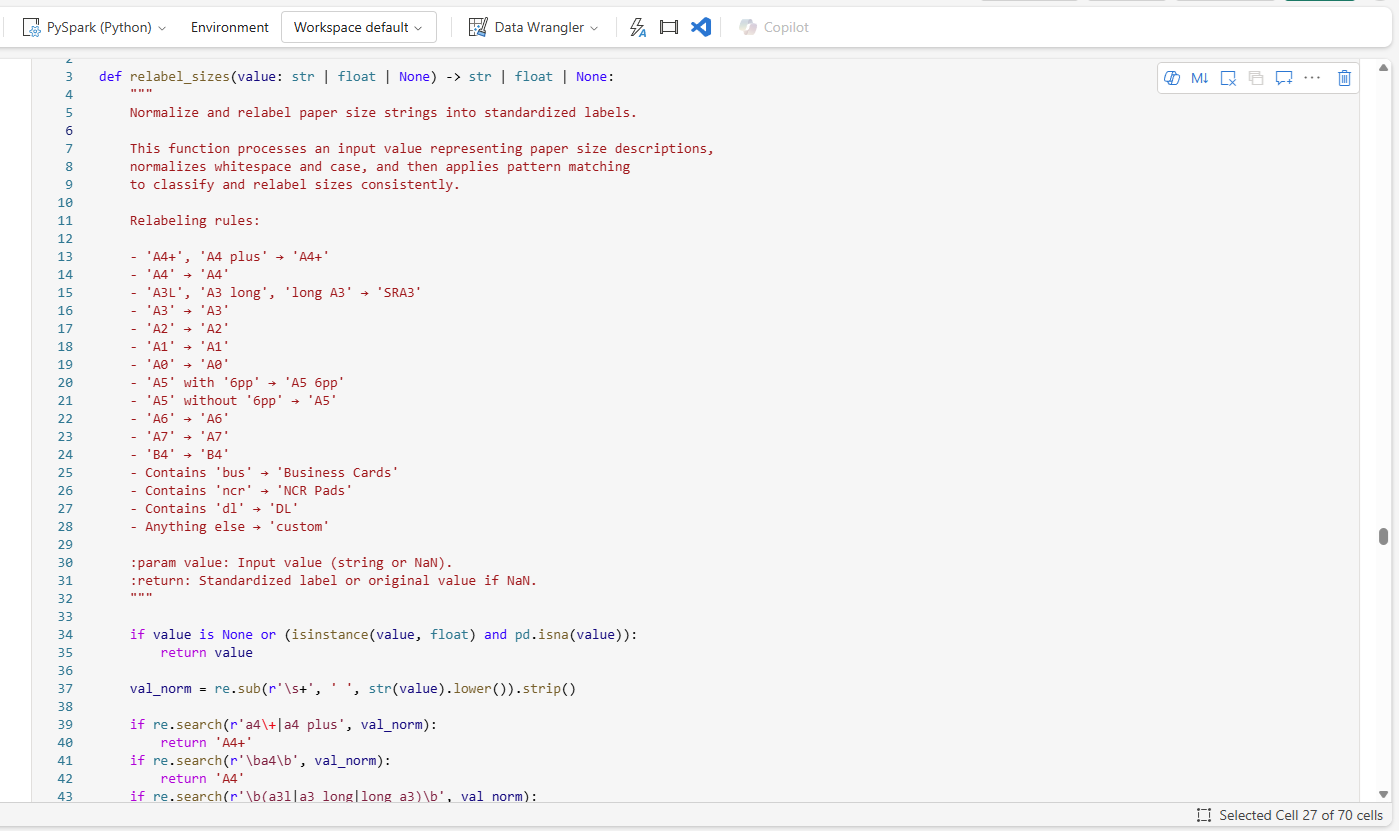 PySpark (Python) Environment Workspace default Data Wrangler Copilot
2
3 def relabel_sizes(value: str | float | None) -> str | float | None:
4 """
5 Normalize and relabel paper size strings into standardized labels.
6
7 This function processes an input value representing paper size descriptions,
8 normalizes whitespace and case, and then applies pattern matching
9 to classify and relabel sizes consistently.
10
11 Relabeling rules:
12
13 - 'A4+', 'A4 plus' → 'A4+'
14 - 'A4' → 'A4'
15 - 'A3L', 'A3 long', 'long A3' → 'SRA3'
16 - 'A3' → 'A3'
17 - 'A2' → 'A2'
18 - 'A1' → 'A1'
19 - 'A0' → 'A0'
20 - 'A5' with '6pp' → 'A5 6pp'
21 - 'A5' without '6pp' → 'A5'
22 - 'A6' → 'A6'
23 - 'A7' → 'A7'
24 - 'B4' → 'B4'
25 - Contains 'bus' → 'Business Cards'
26 - Contains 'ncr' → 'NCR Pads'
27 - Contains 'dl' → 'DL'
28 - Anything else → 'custom'
29
30 :param value: Input value (string or NaN).
31 :return: Standardized label or original value if NaN.
32 """
33
34 if value is None or (isinstance(value, float) and pd.isna(value)):
35 return value
36
37 val_norm = re.sub(r'\s+', ' ', str(value).lower()).strip()
38
39 if re.search(r'a4\+|a4 plus', val_norm):
40 return 'A4+'
41 if re.search(r'\ba4\b', val_norm):
42 return 'A4'
43 if re.search(r'\b(a3l|a3 long|long a3)\b', val_norm):
M↓
Selected Cell 27 of 70 cells